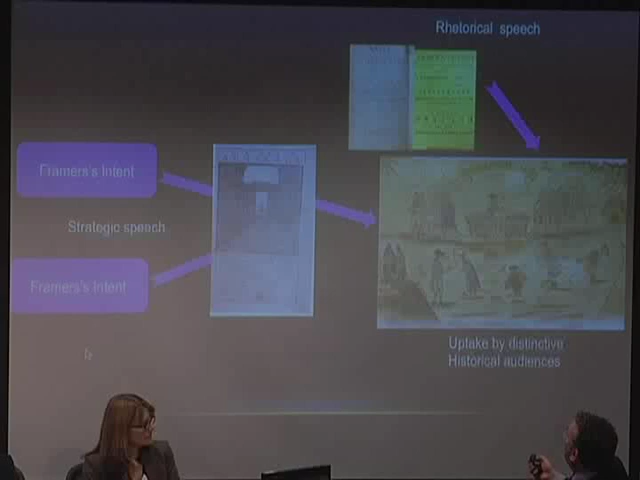 Rhetorical speech
Framers's Intent
Strategic speech
Framers's Intent
Uptake by distinctive
Historical audiences